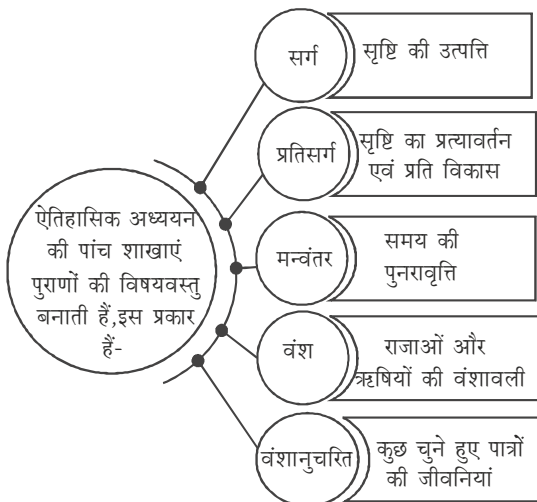 ऐतिहासिक अध्ययन
की पांच शाखाएं
पुराणों की विषयवस्तु
बनाती हैं,इस प्रकार
हैं-
सर्ग
सृष्टि की उत्पत्ति
प्रतिसर्ग
सृष्टि का प्रत्यावर्तन
एवं प्रति विकास
मन्वंतर
समय की
पुनरावृत्ति
वंश
राजाओं और
ऋषियों की वंशावली
वंशानुचरित
कुछ चुने हुए पात्रों
की जीवनियां